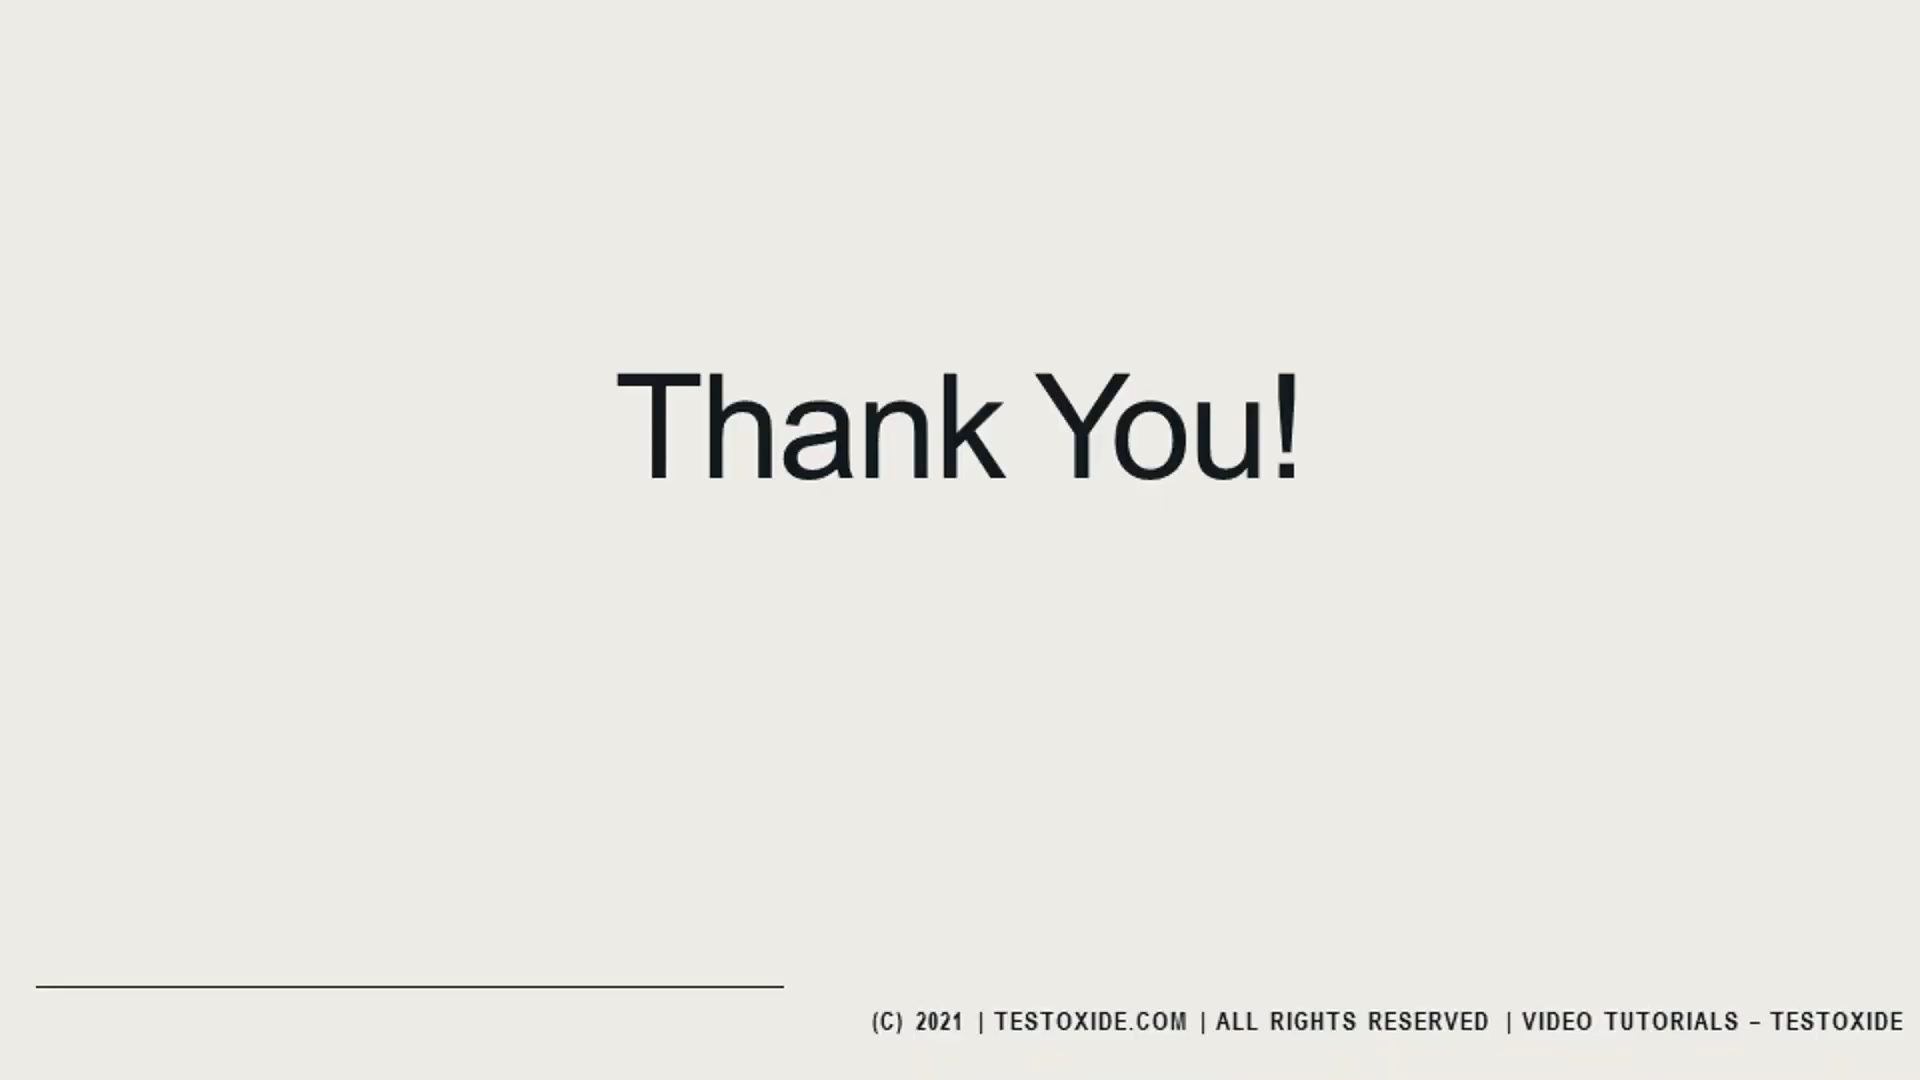 Thank You!
(C) 2021 | TESTOXIDE.COM | ALL RIGHTS RESERVED | VIDEO TUTORIALS – TESTOXIDE